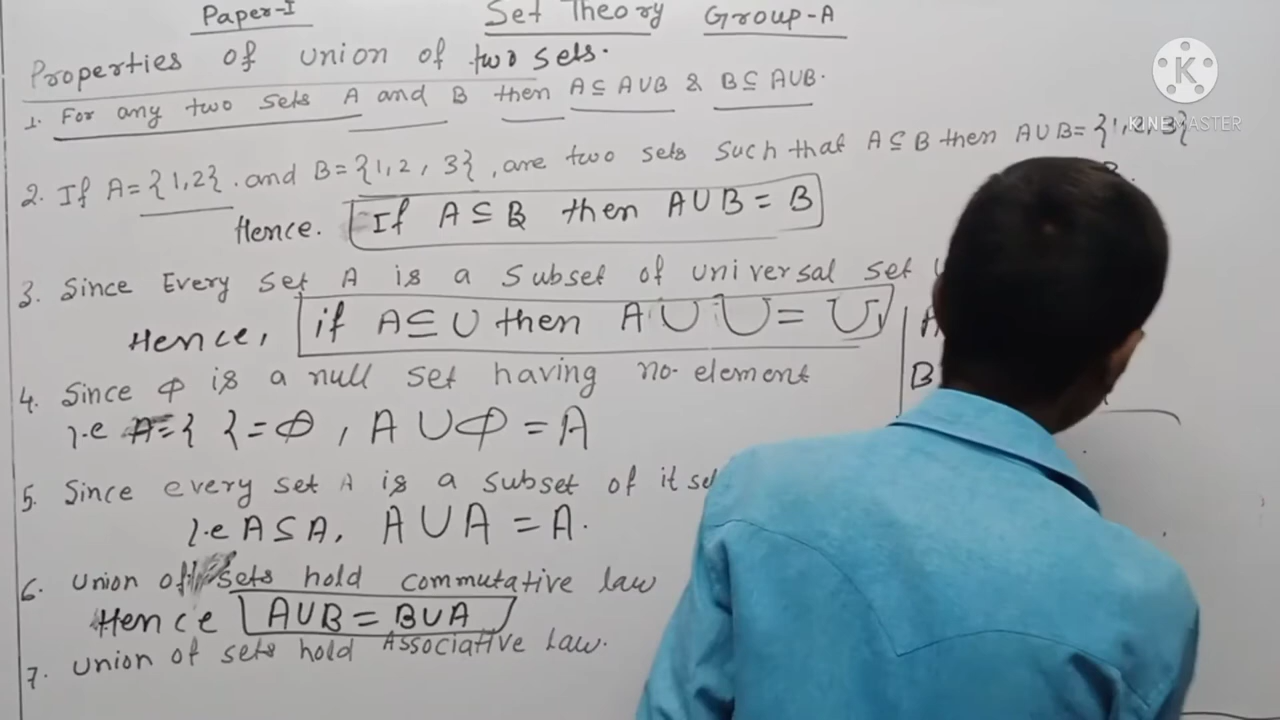 Paper-I Set Theory Group-A
Properties of union of two sets.
1. For any two sets A and B then A⊆AUB & B⊆AUB.
2. If A={1,2}. and B={1,2,3}, are two sets such that A⊆B then AUB={1,2,3}
Hence. If A⊆B then AUB=B
3. Since Every set A is a subset of universal set
Hence, if A⊆U then AUU=U,
4. Since Φ is a null set having no-element
i.e A={ }=Φ, AUΦ=A
5. Since every set A is a subset of
i.e A⊆A, AUA=A.
6. union of sets hold commutative law
Hence AUB=BUA
7. union of sets hold Associative Law.
K
KINEMASTER